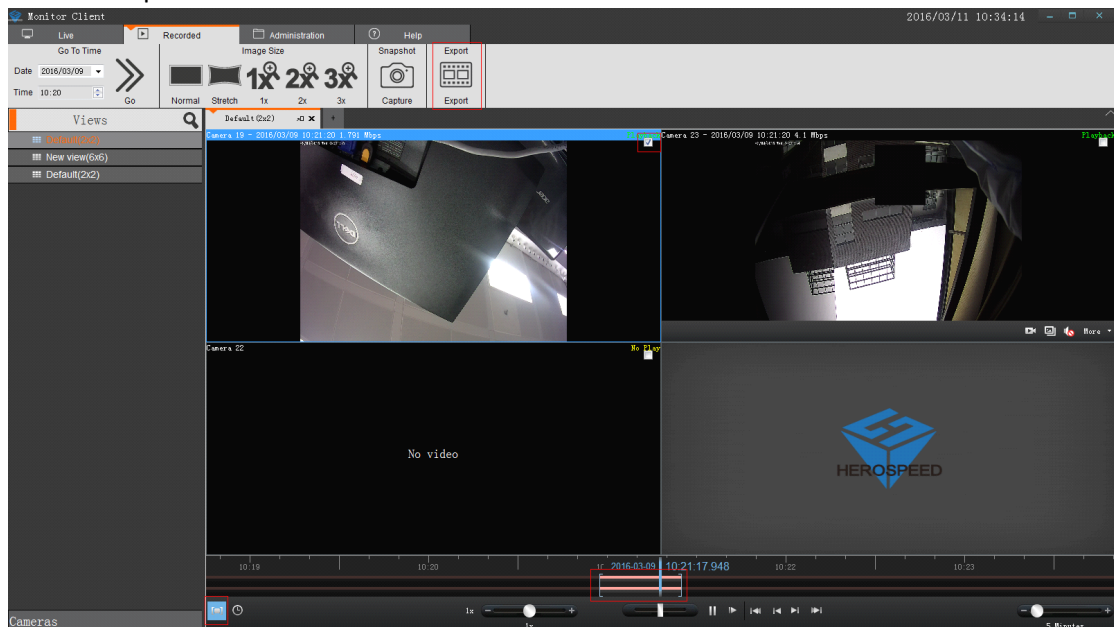 Monitor Client
2016/03/11 10:34:14
Live
Recorded
Administration
Help
Go To Time
Image Size
Snapshot
Export
Date 2016/03/09
Time 10:20
Go
Normal
Stretch
1X
1x
2X
2x
3X
3x
Capture
Export
Views
Default(2x2)
New view(6x6)
Default(2x2)
Default(2x2)
Camera 19 - 2016/03/09 10:21:20 1.791 Mbps
Camera 23 - 2016/03/09 10:21:20 4.1 Mbps
Playback
DELL
acer
More
Camera 22
No Play
No video
HEROSPEED
10:19
10:20
2016-03-09
10:21:17.948
10:22
10:23
1x
1x
5 Minutes
Cameras